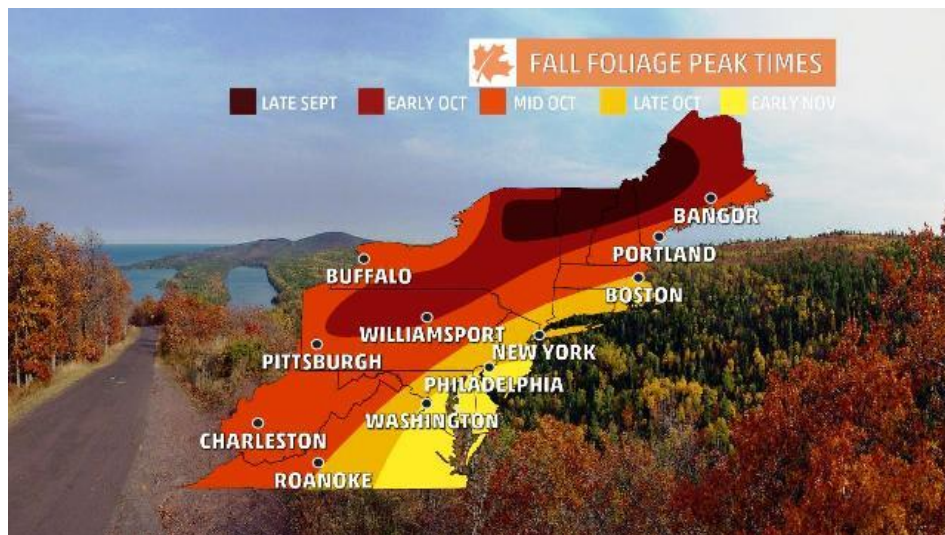 FALL FOLIAGE PEAK TIMES
LATE SEPT EARLY OCT MID OCT LATE OCT EARLY NOV
BANGOR
PORTLAND
BUFFALO
BOSTON
WILLIAMSPORT
NEW YORK
PITTSBURGH
PHILADELPHIA
WASHINGTON
CHARLESTON
ROANOKE